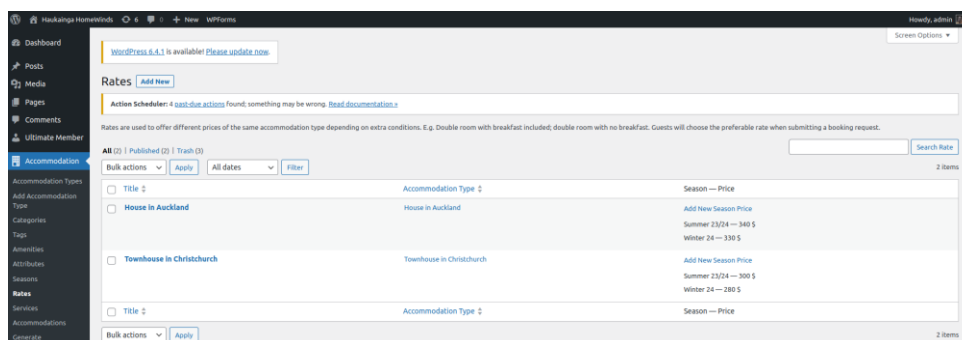 Haukainga HomeWinds 6 0 + New WPForms Howdy, admin
Screen Options ▼
Dashboard
Posts
Media
Pages
Comments
Ultimate Member
Accommodation
Accommodation Types
Add Accommodation
Type
Categories
Tags
Amenities
Attributes
Seasons
Rates
Services
Accommodations
Generate
WordPress 6.4.1 is available! Please update now.
Rates Add New
Action Scheduler: 4 past-due actions found; something may be wrong. Read documentation »
Rates are used to offer different prices of the same accommodation type depending on extra conditions. E.g. Double room with breakfast included; double room with no breakfast. Guests will choose the preferable rate when submitting a booking request.
All (2) | Published (2) | Trash (3)
Search Rate
Bulk actions Apply All dates Filter 2 items
Title Accommodation Type Season — Price
House in Auckland House in Auckland Add New Season Price
Summer 23/24 — 340 $
Winter 24 — 330 $
Townhouse in Christchurch Townhouse in Christchurch Add New Season Price
Summer 23/24 — 300 $
Winter 24 — 280 $
Title Accommodation Type Season — Price
Bulk actions Apply 2 items